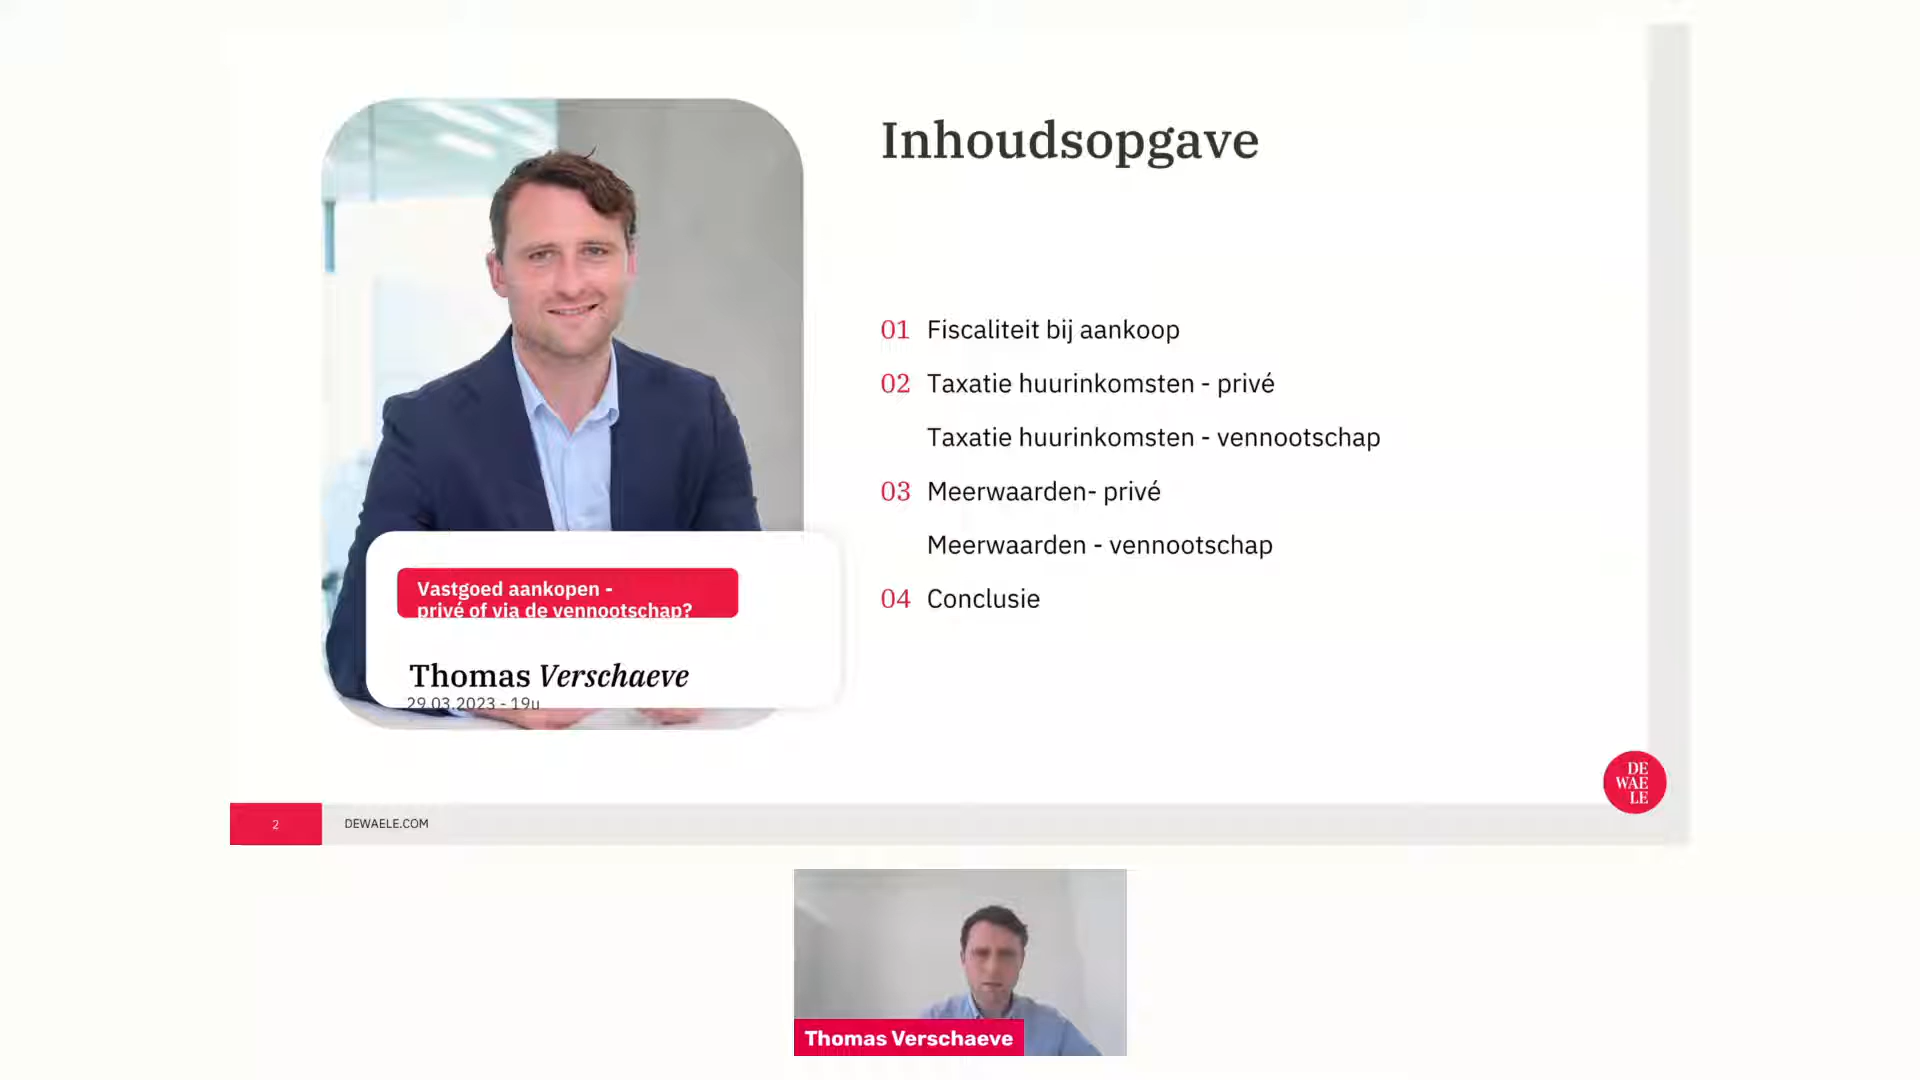 Inhoudsopgave
01 Fiscaliteit bij aankoop
02 Taxatie huurinkomsten - privé
Taxatie huurinkomsten - vennootschap
03 Meerwaarden- privé
Meerwaarden - vennootschap
04 Conclusie
Vastgoed aankopen -
privé of via de vennootschap?
Thomas Verschaeve
29.03.2023 - 19u
DE
WAE
LE
2
DEWAELE.COM
Thomas Verschaeve